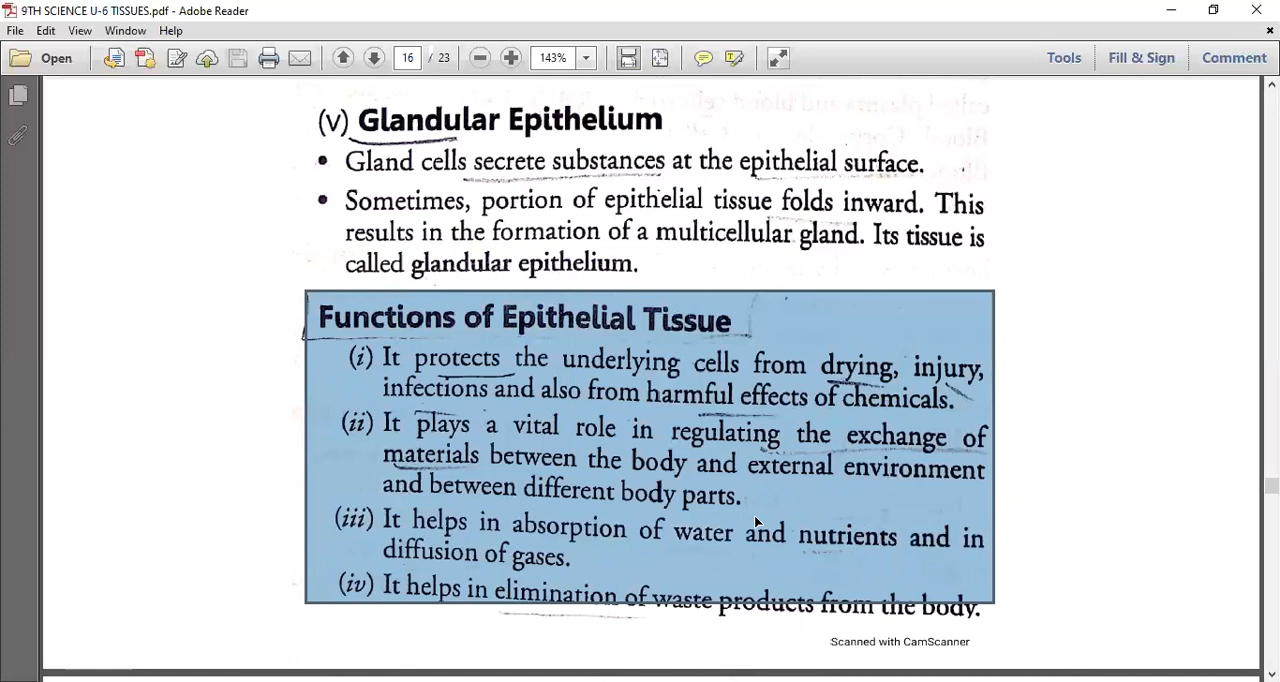 9TH SCIENCE U-6 TISSUES.pdf - Adobe Reader
File Edit View Window Help
Open 16 / 23 143% Tools Fill & Sign Comment
(v) Glandular Epithelium
• Gland cells secrete substances at the epithelial surface.
• Sometimes, portion of epithelial tissue folds inward. This
results in the formation of a multicellular gland. Its tissue is
called glandular epithelium.
Functions of Epithelial Tissue
(i) It protects the underlying cells from drying, injury,
infections and also from harmful effects of chemicals.
(ii) It plays a vital role in regulating the exchange of
materials between the body and external environment
and between different body parts.
(iii) It helps in absorption of water and nutrients and in
diffusion of gases.
(iv) It helps in elimination of waste products from the body.
Scanned with CamScanner